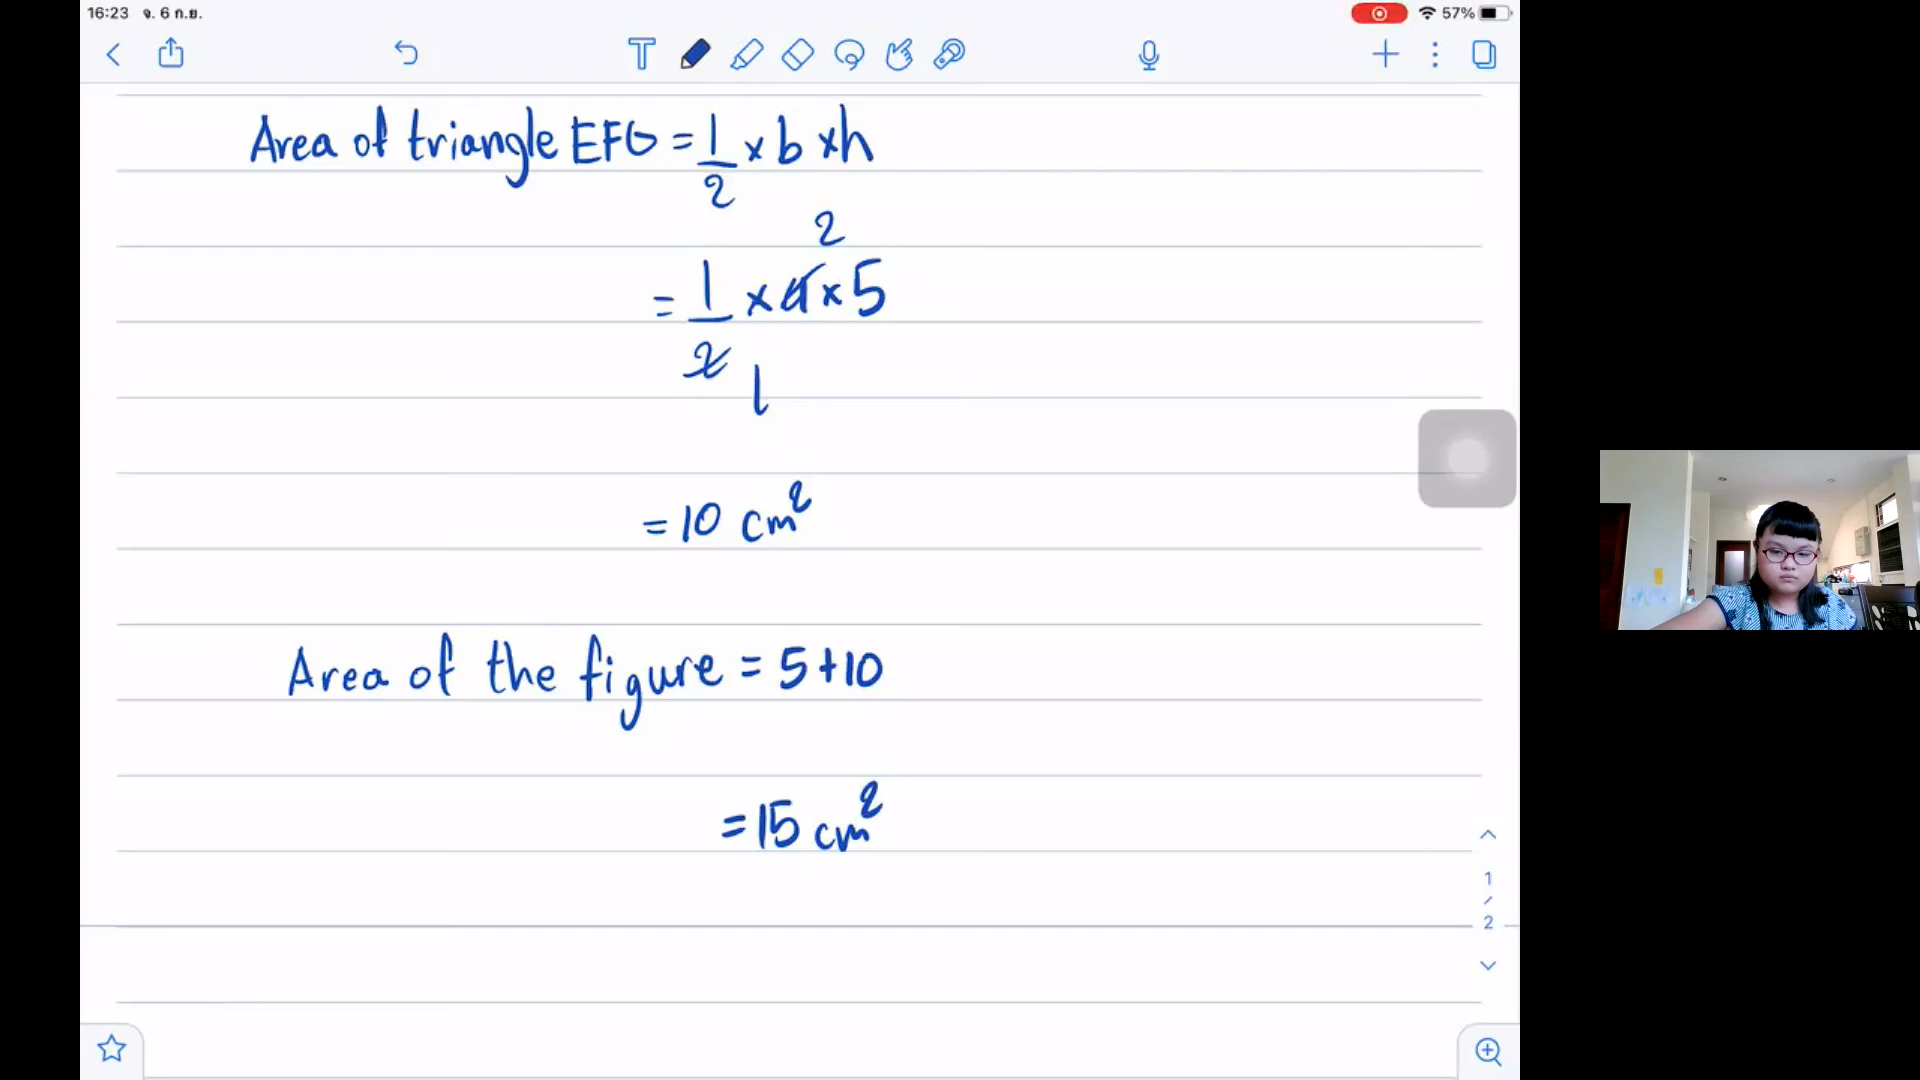 16:23 จ. 6 ก.ย. 57%
T
Area of triangle EFG = 1/2 × b × h
2
= 1/2 × 4 × 5
1
= 10 cm²
Area of the figure = 5+10
= 15 cm²
1
/
2